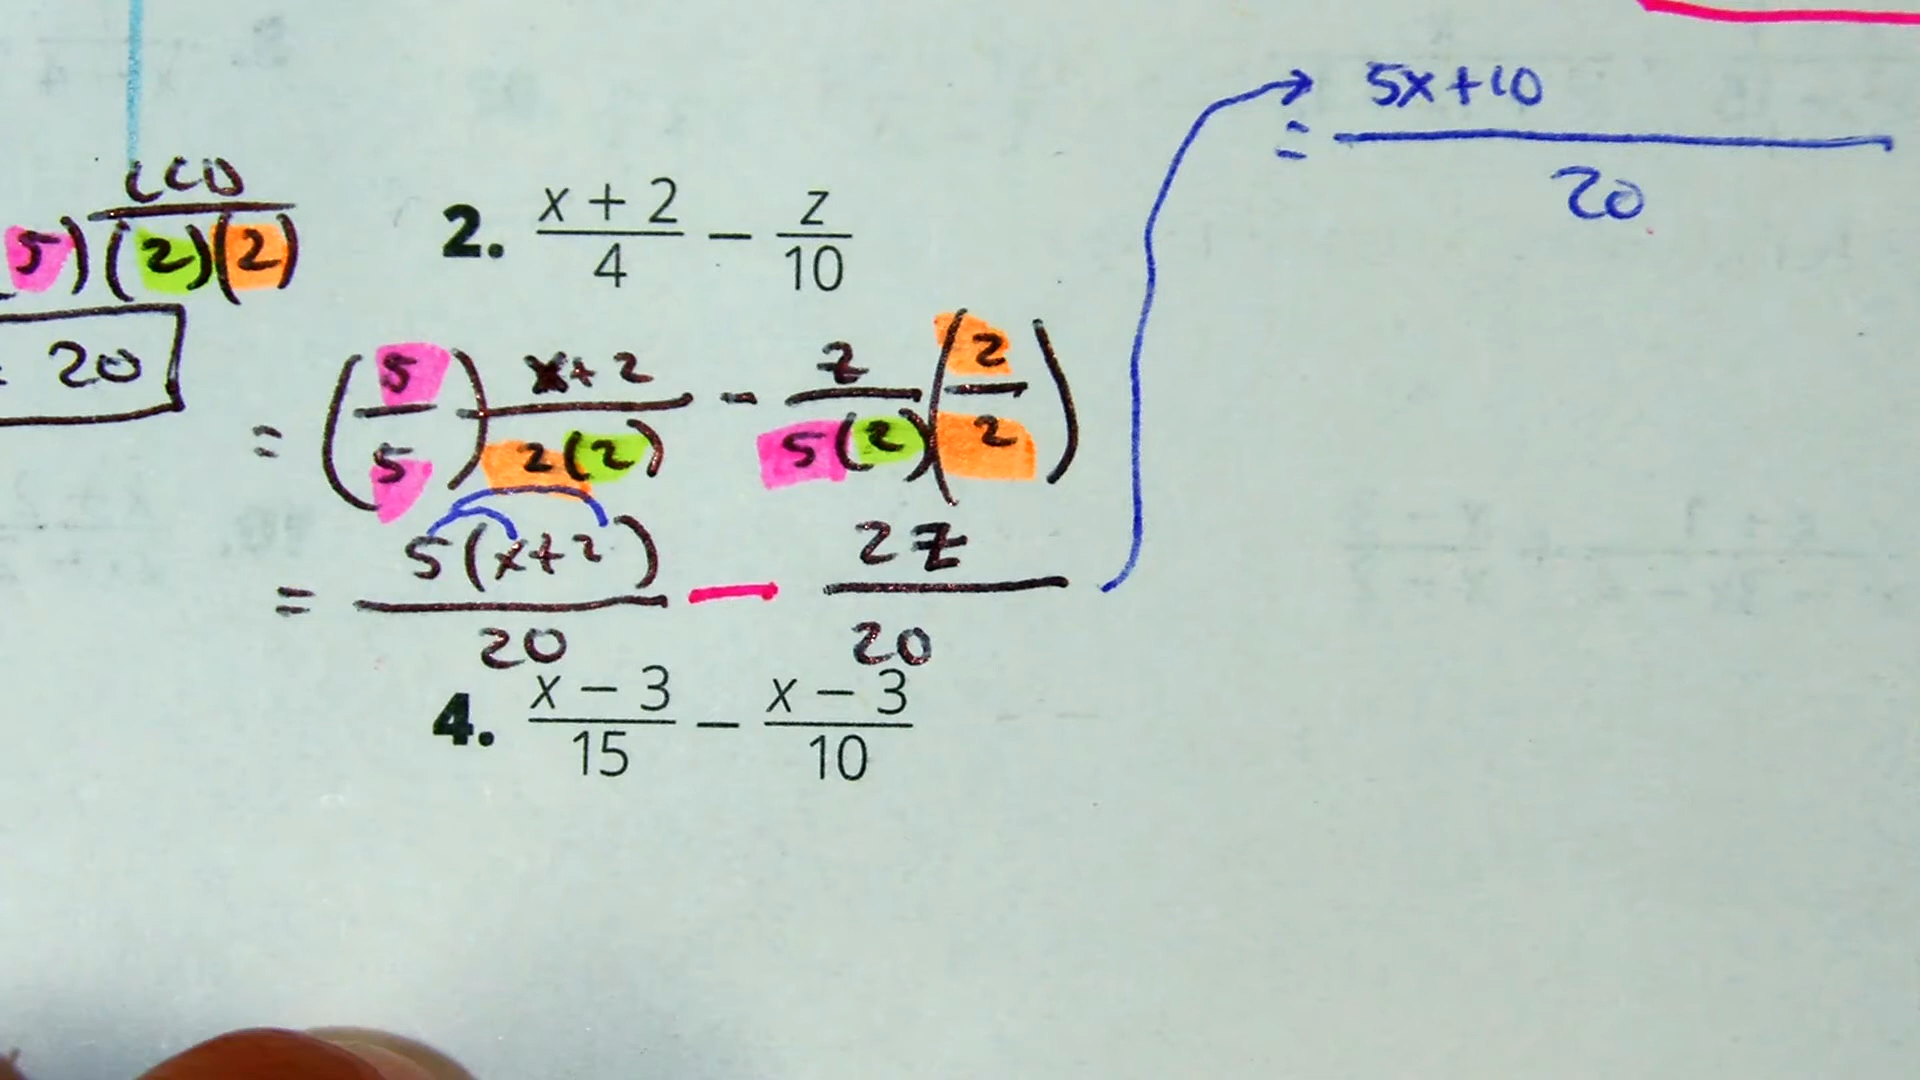 LCD
5)(2)(2)
= 20
2. (x + 2)/4 − z/10
= (5/5) (x+2)/(2(2)) - z/(5(2)) (2/2)
= 5(x+2)/20 − 2z/20
= (5x+10)/20
4. (x − 3)/15 − (x − 3)/10